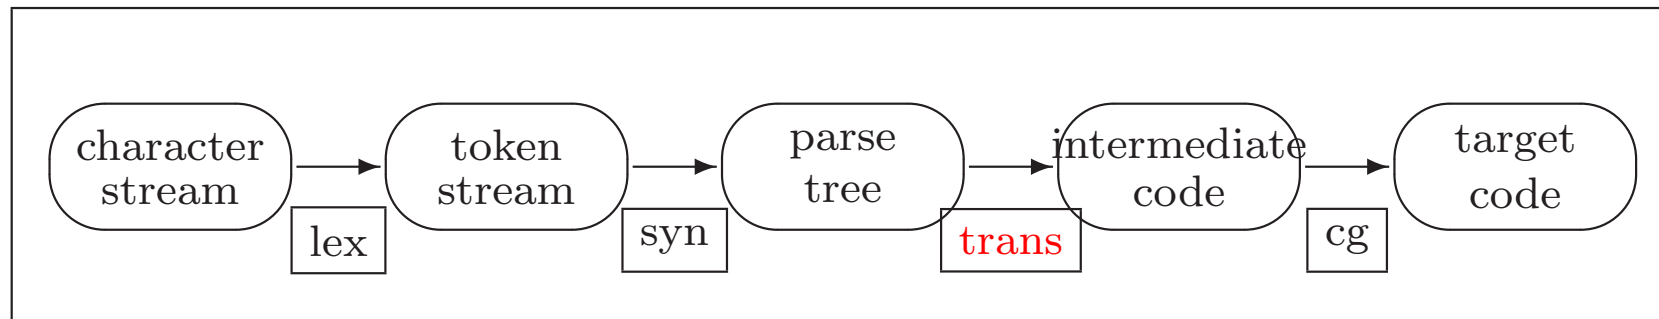 character
stream
token
stream
parse
tree
intermediate
code
target
code
lex
syn
trans
cg